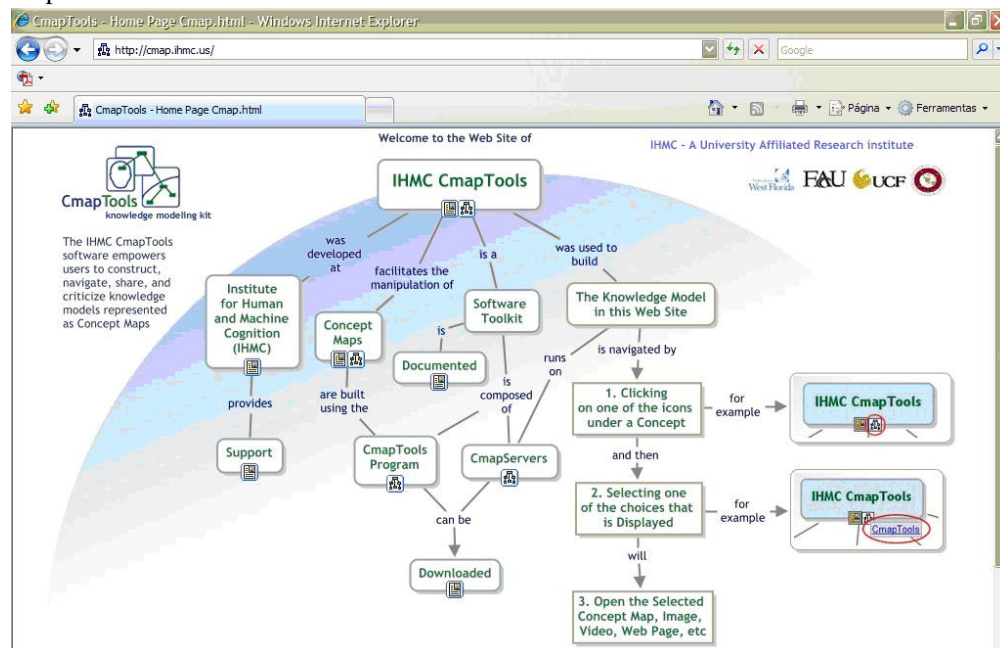 CmapTools - Home Page Cmap.html - Windows Internet Explorer
http://cmap.ihmc.us/
Google
CmapTools - Home Page Cmap.html
Página
Ferramentas
Welcome to the Web Site of
IHMC - A University Affiliated Research institute
IHMC CmapTools
West Florida
FAU
UCF
CmapTools
knowledge modeling kit
The IHMC CmapTools
software empowers
users to construct,
navigate, share, and
criticize knowledge
models represented
as Concept Maps
was
developed
at
facilitates the
manipulation of
is a
was used to
build
Institute
for Human
and Machine
Cognition
(IHMC)
Concept
Maps
Software
Toolkit
The Knowledge Model
in this Web Site
is
Documented
runs
on
is navigated by
provides
are built
using the
is
composed
of
1. Clicking
on one of the icons
under a Concept
for
example
IHMC CmapTools
Support
CmapTools
Program
CmapServers
and then
2. Selecting one
of the choices that
is Displayed
for
example
IHMC CmapTools
CmapTools
can be
will
Downloaded
3. Open the Selected
Concept Map, Image,
Video, Web Page, etc